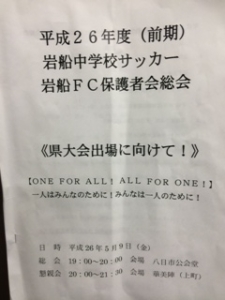 平成26年度（前期）
岩船中学校サッカー
岩船FC保護者会総会
《県大会出場に向けて！》
【ONE FOR ALL! ALL FOR ONE!】
一人はみんなのために！みんなは一人のために！
日 時 平成26年5月9日（金）
総 会 19：00～20：00 会場 八日市公会堂
懇親会 20：00～21：30 会場 （上町）